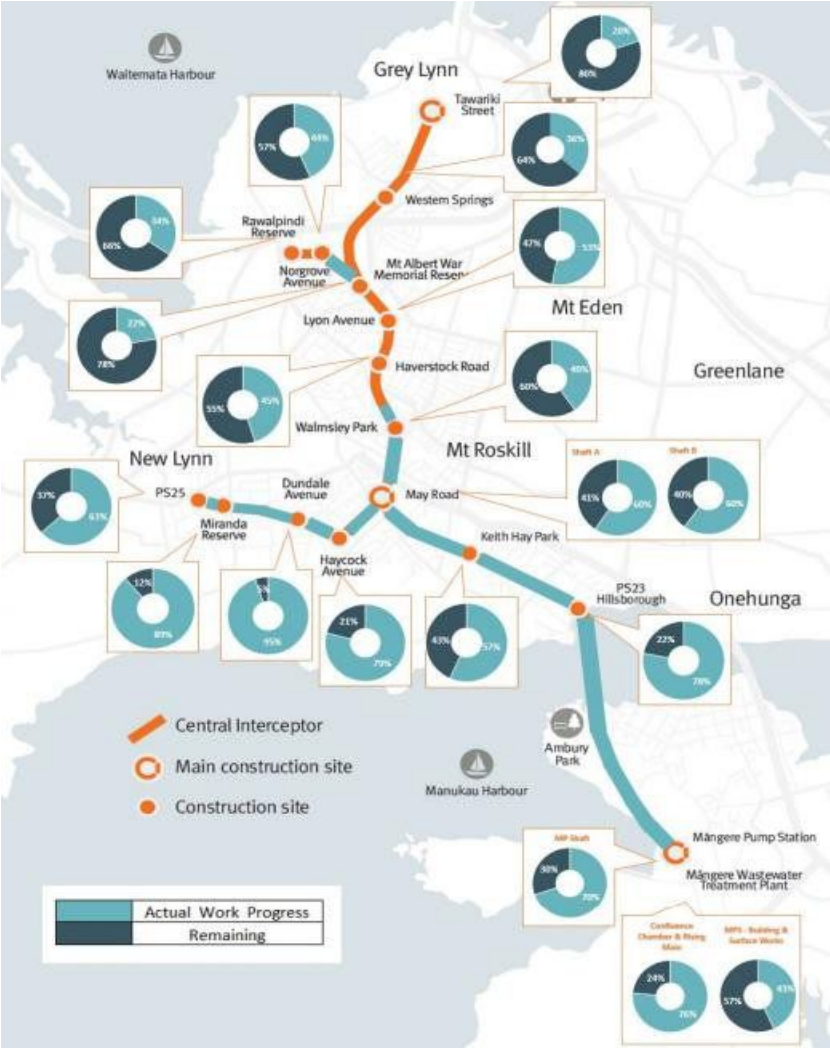 Waitemata Harbour
Grey Lynn
20%
80%
Tawariki
Street
44%
57%
36%
64%
Western Springs
34%
66%
Rawalpindi
Reserve
Norgrove
Avenue
47%
53%
Mt Albert War
Memorial Reserv
Mt Eden
22%
78%
Lyon Avenue
Haverstock Road
Greenlane
40%
60%
55%
45%
Walmsley Park
Mt Roskill
New Lynn
Shaft A
Shaft B
41%
60%
40%
60%
37%
63%
PS25
Miranda
Reserve
Dundale
Avenue
May Road
Haycock
Avenue
Keith Hay Park
PS23
Hillsborough
Onehunga
12%
89%
95%
21%
79%
43%
57%
22%
78%
Central Interceptor
Main construction site
Construction site
Ambury
Park
Manukau Harbour
Māngere Pump Station
Māngere Wastewater
Treatment Plant
MP Shaft
30%
70%
Actual Work Progress
Remaining
Confluence
Chamber & Rising
Main
MPS - Building &
Surface Works
24%
76%
43%
57%